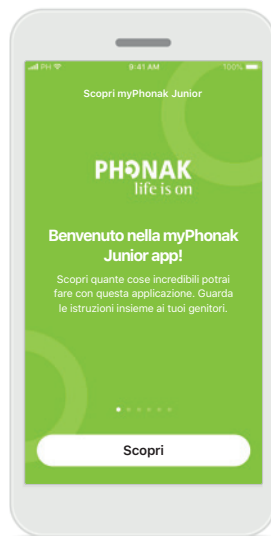 PH 9:41 AM 100%
Scopri myPhonak Junior
PHONAK
life is on
Benvenuto nella myPhonak
Junior app!
Scopri quante cose incredibili potrai
fare con questa applicazione. Guarda
le istruzioni insieme ai tuoi genitori.
Scopri